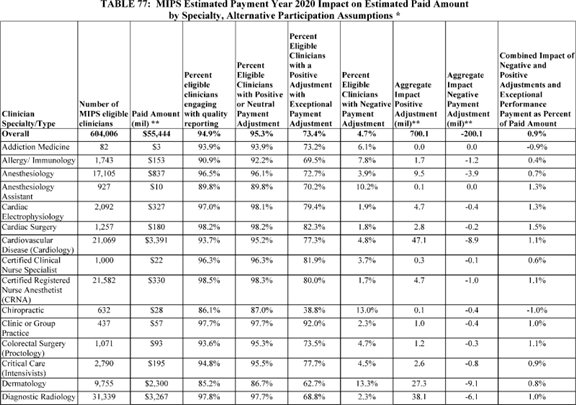 TABLE 77: MIPS Estimated Payment Year 2020 Impact on Estimated Paid Amount
by Specialty, Alternative Participation Assumptions *
Clinician Specialty/Type | Number of MIPS eligible clinicians | Paid Amount (mil) ** | Percent eligible clinicians engaging with quality reporting | Percent Eligible Clinicians with Positive or Neutral Payment Adjustment | Percent Eligible Clinicians with a Positive Adjustment with Exceptional Payment Adjustment | Percent Eligible Clinicians with Negative Payment Adjustment | Aggregate Impact Positive Adjustment (mil)** | Aggregate Impact Negative Payment Adjustment (mil)** | Combined Impact of Negative and Positive Adjustments and Exceptional Performance Payment as Percent of Paid Amount
Overall 604,006 $55,444 94.9% 95.3% 73.4% 4.7% 700.1 -200.1 0.9%
Addiction Medicine 82 $3 93.9% 93.9% 73.2% 6.1% 0.0 0.0 -0.9%
Allergy/ Immunology 1,743 $153 90.9% 92.2% 69.5% 7.8% 1.7 -1.2 0.4%
Anesthesiology 17,105 $837 96.5% 96.1% 72.7% 3.9% 9.5 -3.9 0.7%
Anesthesiology Assistant 927 $10 89.8% 89.8% 70.2% 10.2% 0.1 0.0 1.3%
Cardiac Electrophysiology 2,092 $327 97.0% 98.1% 79.4% 1.9% 4.7 -0.4 1.3%
Cardiac Surgery 1,257 $180 98.2% 98.2% 82.3% 1.8% 2.8 -0.2 1.5%
Cardiovascular Disease (Cardiology) 21,069 $3,391 93.7% 95.2% 77.3% 4.8% 47.1 -8.9 1.1%
Certified Clinical Nurse Specialist 1,000 $22 96.3% 96.3% 81.9% 3.7% 0.3 -0.1 0.6%
Certified Registered Nurse Anesthetist (CRNA) 21,582 $330 98.5% 98.3% 80.0% 1.7% 4.7 -1.0 1.1%
Chiropractic 632 $28 86.1% 87.0% 38.8% 13.0% 0.1 -0.4 -1.0%
Clinic or Group Practice 437 $57 97.7% 97.7% 92.0% 2.3% 1.0 -0.4 1.0%
Colorectal Surgery (Proctology) 1,071 $93 93.6% 95.3% 73.5% 4.7% 1.2 -0.3 1.1%
Critical Care (Intensivists) 2,790 $195 94.8% 95.5% 77.7% 4.5% 2.6 -0.8 0.9%
Dermatology 9,755 $2,300 85.2% 86.7% 62.7% 13.3% 27.3 -9.1 0.8%
Diagnostic Radiology 31,339 $3,267 97.8% 97.7% 68.8% 2.3% 38.1 -6.1 1.0%